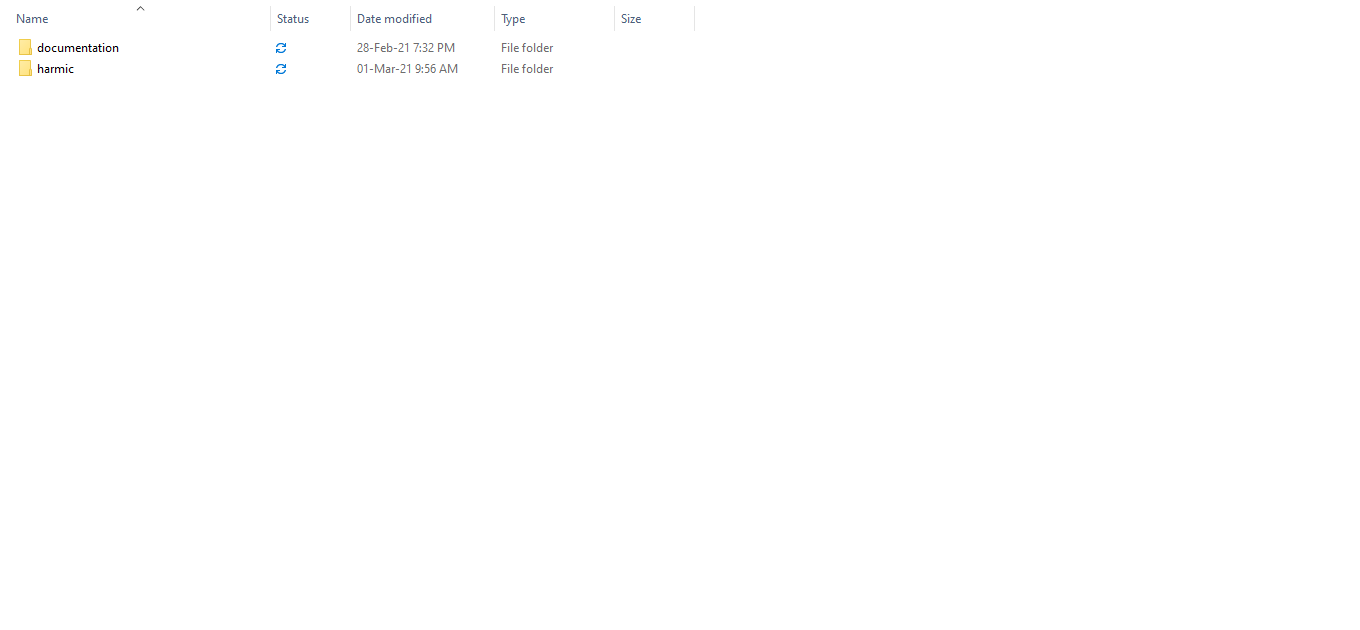 Name Status Date modified Type Size
documentation 28-Feb-21 7:32 PM File folder
harmic 01-Mar-21 9:56 AM File folder